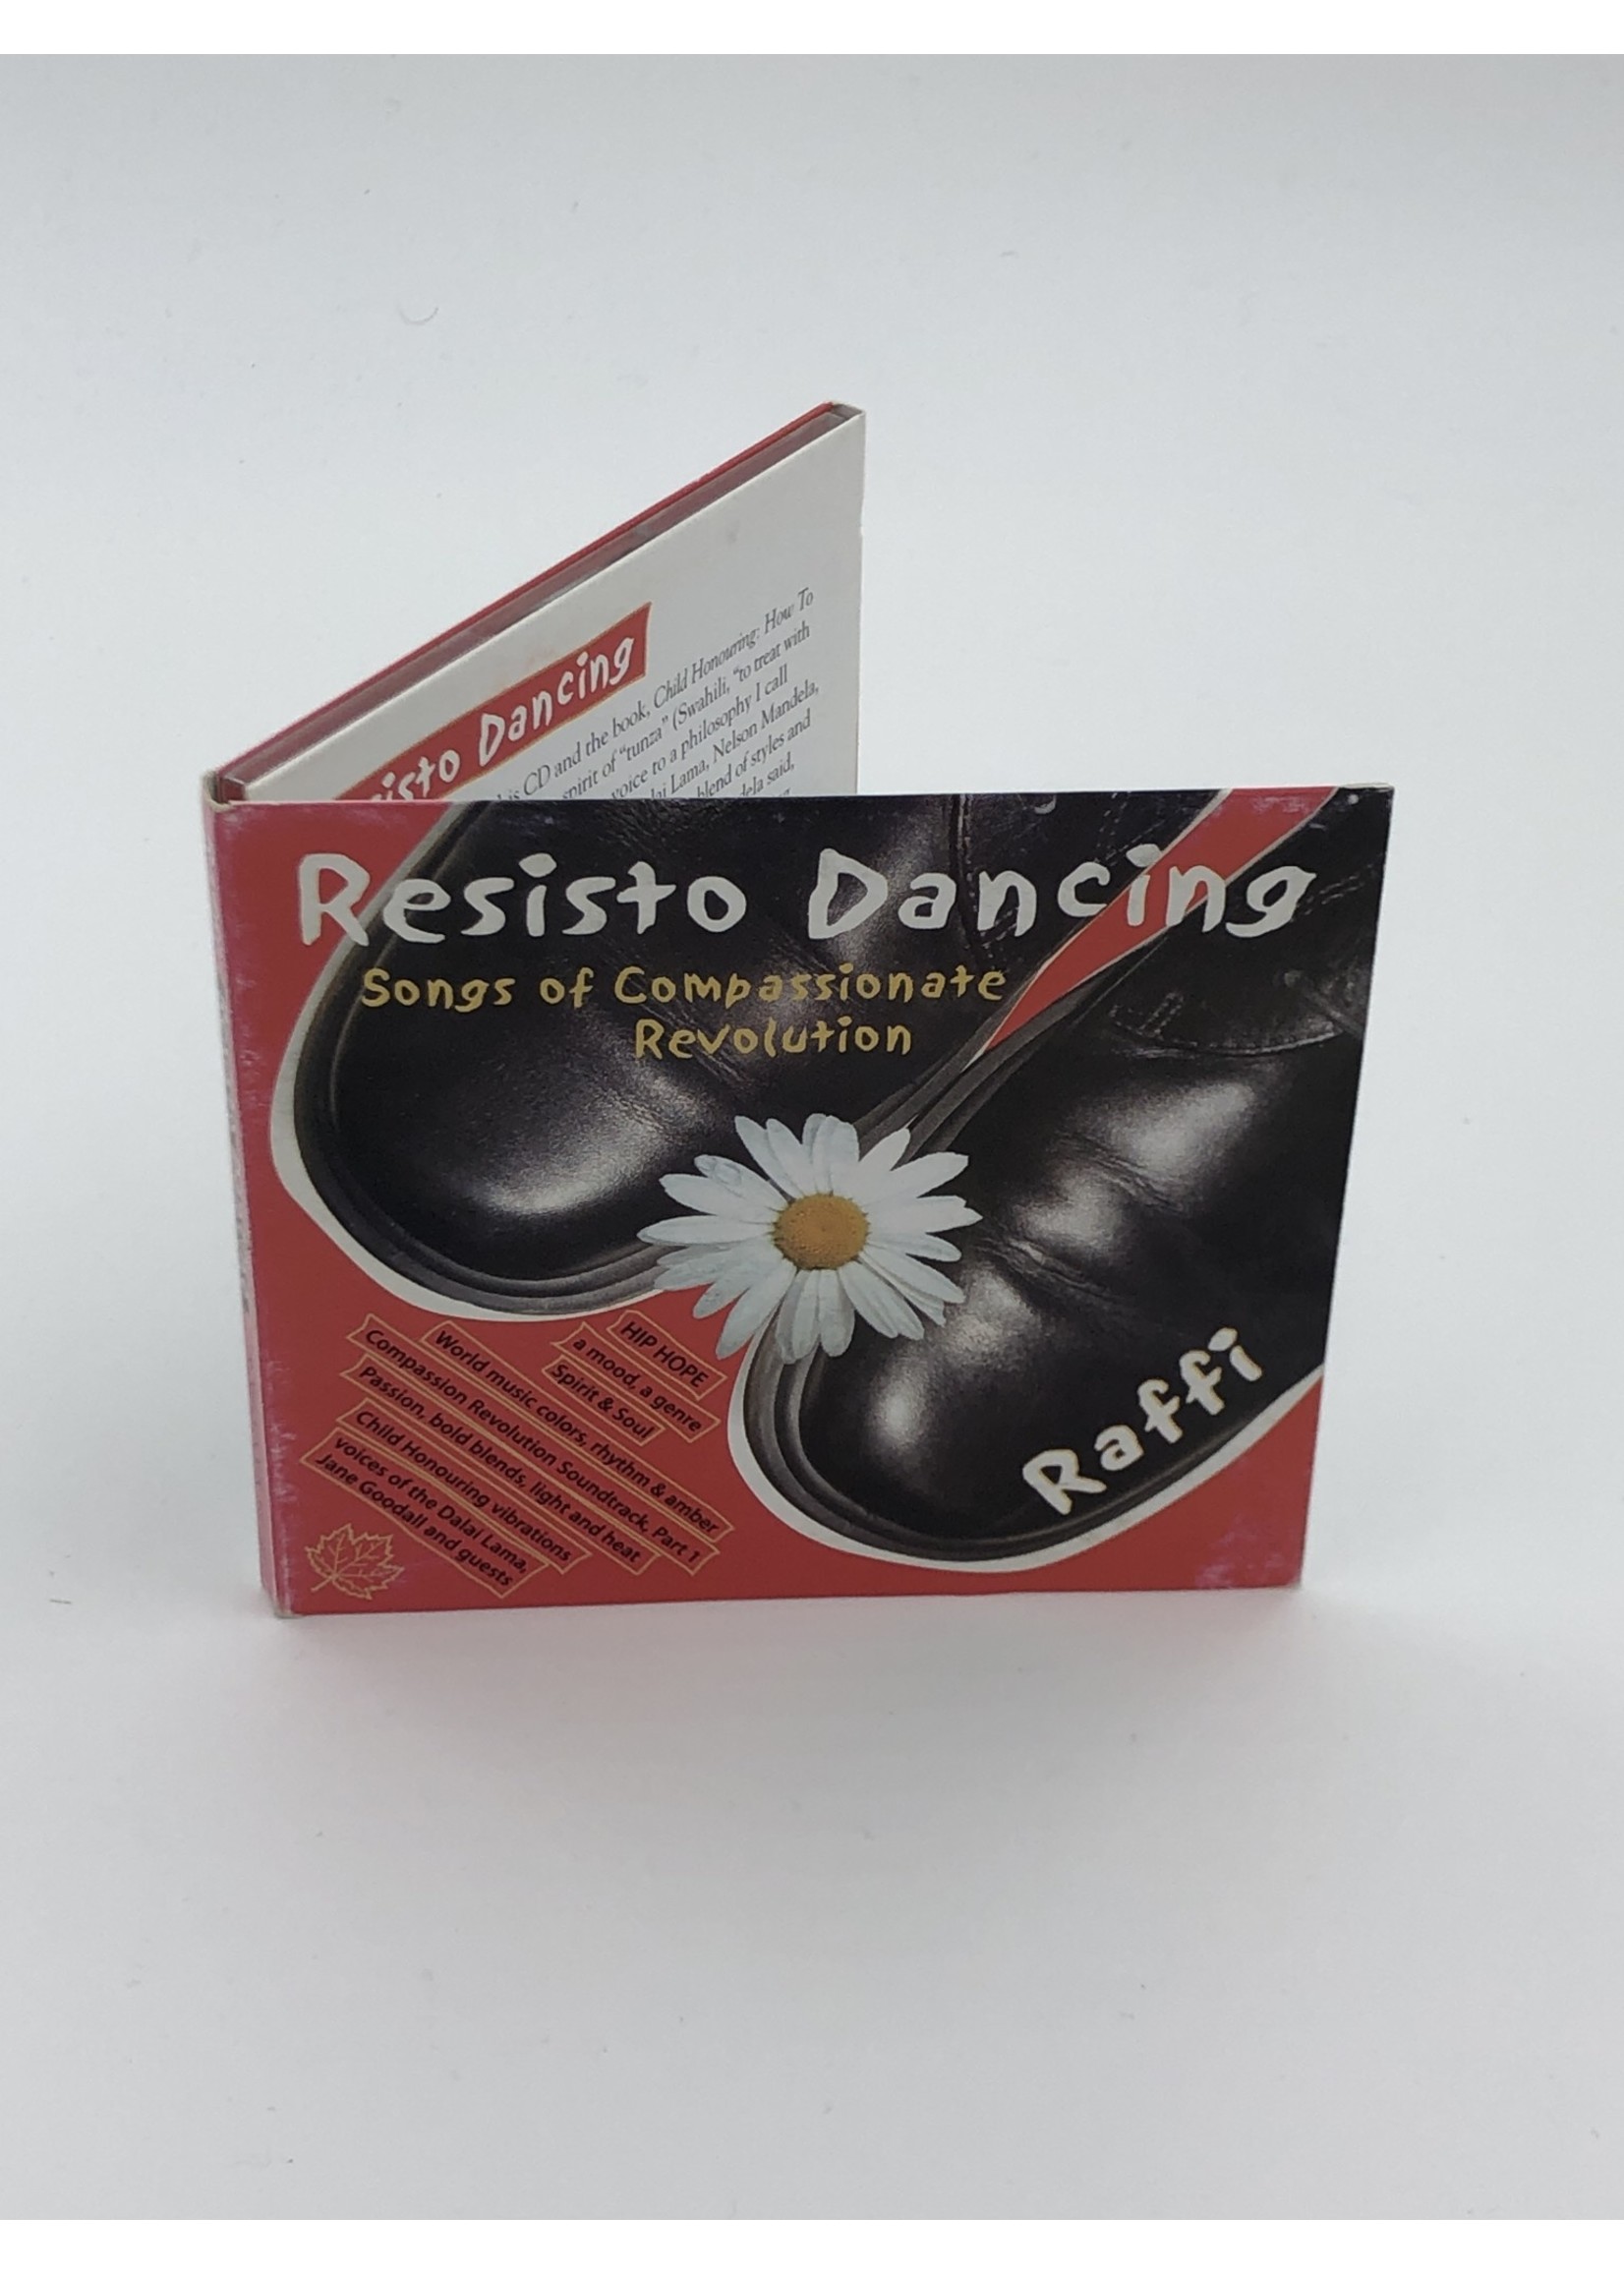 isto Dancing
is CD and the book, Child Honouring: How To
spirit of "tunza" (Swahili, "to treat with
voice to a philosophy I call
Lama, Nelson Mandela,
blend of styles and
said,
Resisto Dancing
Songs of Compassionate
Revolution
HIP HOPE
a mood, a genre
Spirit & Soul
World music colors, rhythm & amber
Compassion Revolution Soundtrack, Part 1
Passion, bold blends, light and heat
Child Honouring vibrations
voices of the Dalai Lama,
Jane Goodall and guests
Raffi